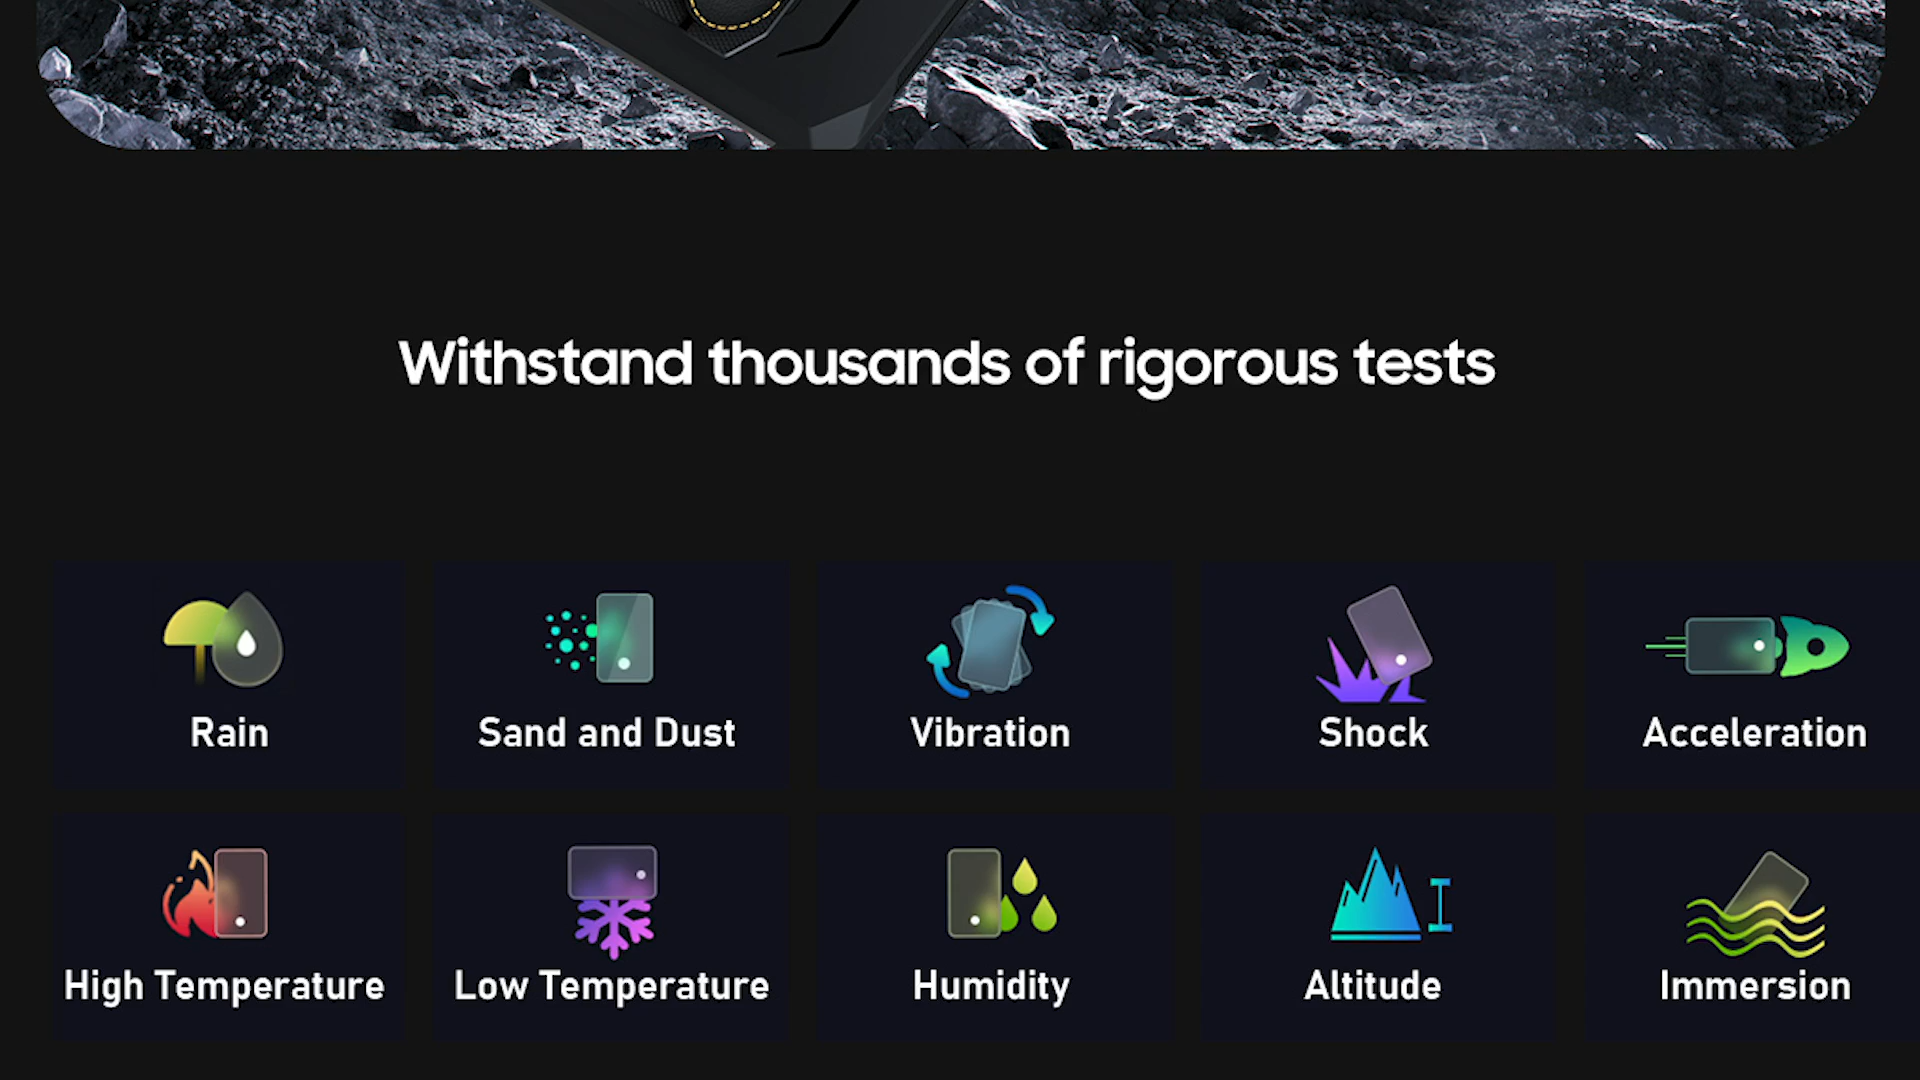 Withstand thousands of rigorous tests
Rain
Sand and Dust
Vibration
Shock
Acceleration
High Temperature
Low Temperature
Humidity
Altitude
Immersion